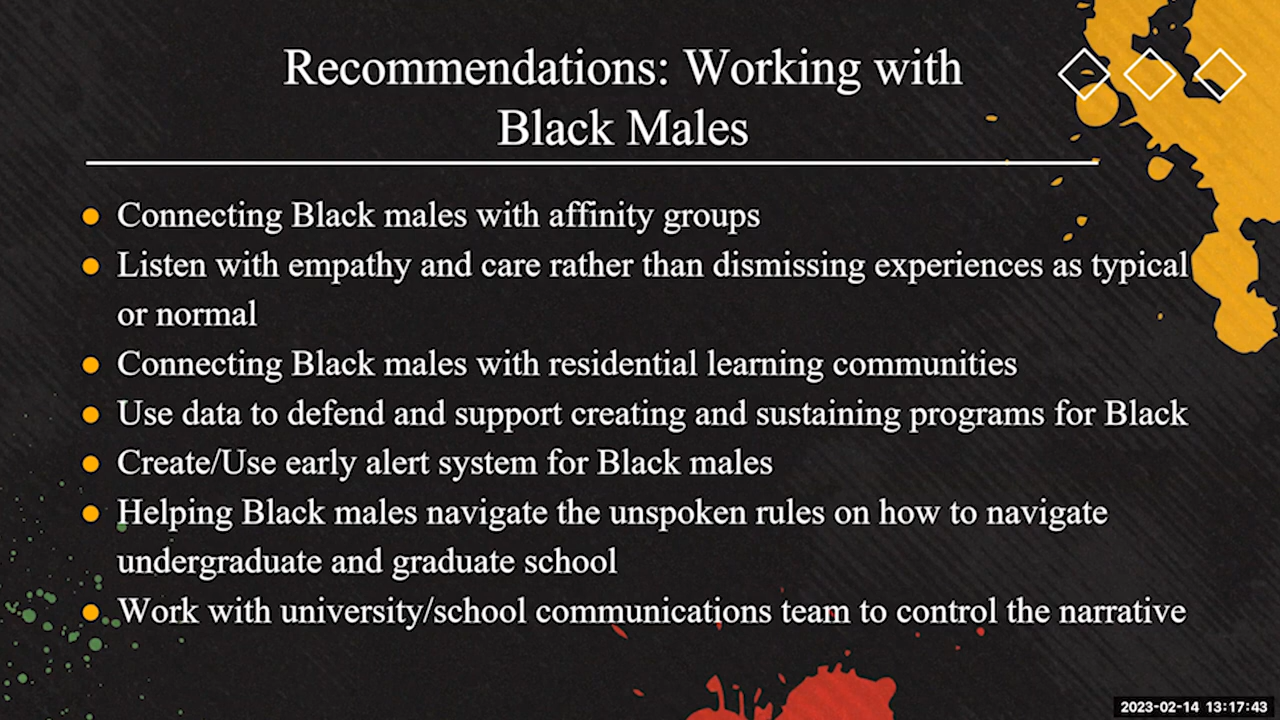 Recommendations: Working with
Black Males
Connecting Black males with affinity groups
Listen with empathy and care rather than dismissing experiences as typical
or normal
Connecting Black males with residential learning communities
Use data to defend and support creating and sustaining programs for Black
Create/Use early alert system for Black males
Helping Black males navigate the unspoken rules on how to navigate
undergraduate and graduate school
Work with university/school communications team to control the narrative
2023-02-14 13:17:43